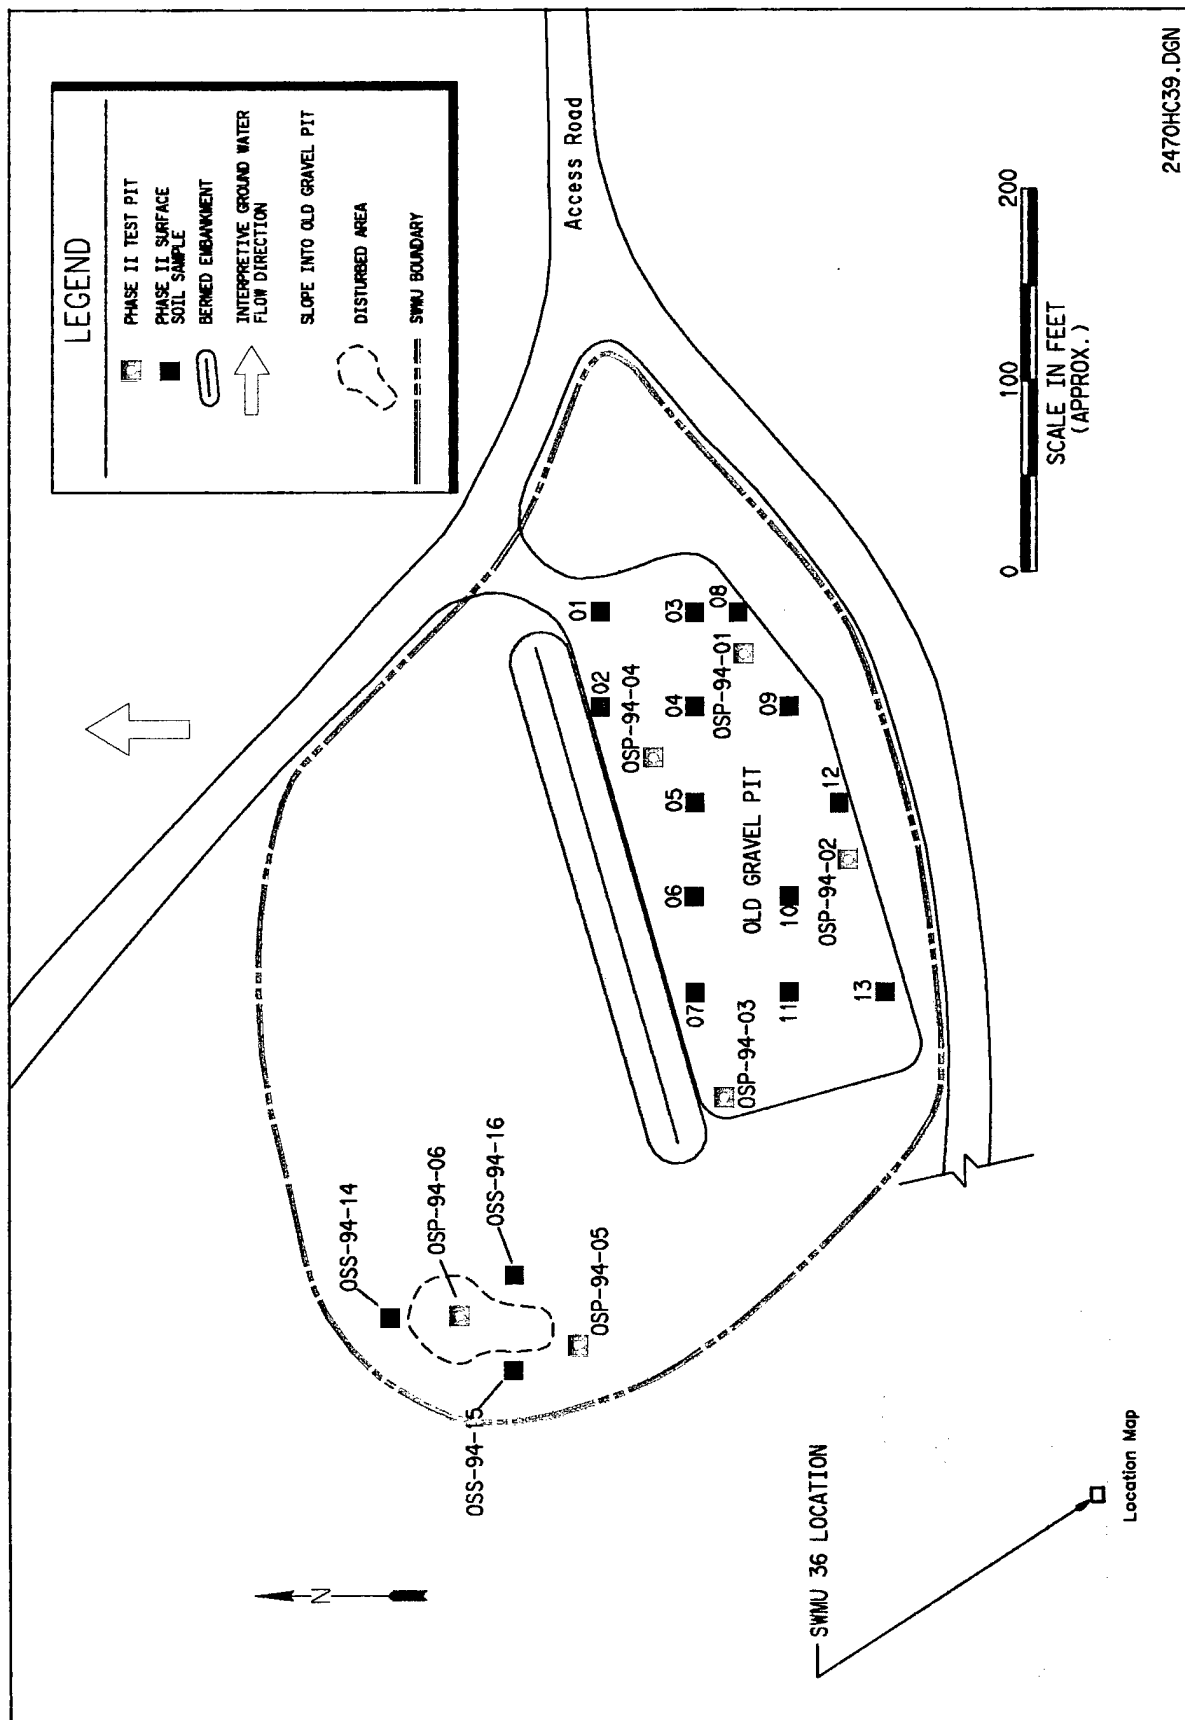 LEGEND
PHASE II TEST PIT
PHASE II SURFACE
SOIL SAMPLE
BERMED EMBANKMENT
INTERPRETIVE GROUND WATER
FLOW DIRECTION
SLOPE INTO OLD GRAVEL PIT
DISTURBED AREA
SWMU BOUNDARY
Access Road
N
OSS-94-14
OSP-94-06
OSS-94-15
OSS-94-16
OSP-94-05
01
02
OSP-94-04
03
04
05
06
07
08
OSP-94-01
09
OLD GRAVEL PIT
10
11
OSP-94-03
12
OSP-94-02
13
SWMU 36 LOCATION
Location Map
0 100 200
SCALE IN FEET
(APPROX.)
2470HC39.DGN